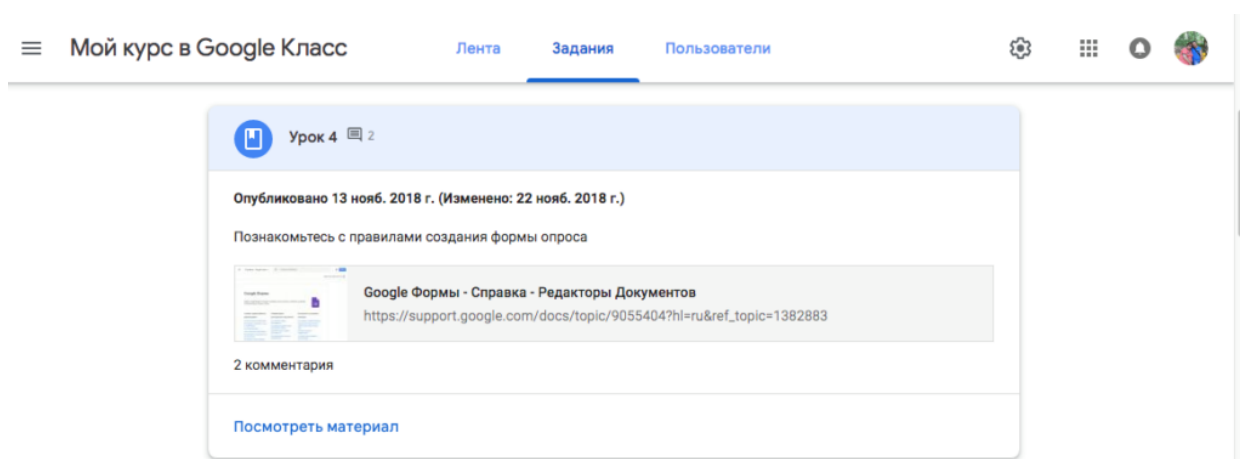 Мой курс в Google Класс
Лента
Задания
Пользователи
Урок 4
2
Опубликовано 13 нояб. 2018 г. (Изменено: 22 нояб. 2018 г.)
Познакомьтесь с правилами создания формы опроса
Google Формы - Справка - Редакторы Документов
https://support.google.com/docs/topic/9055404?hl=ru&ref_topic=1382883
2 комментария
Посмотреть материал